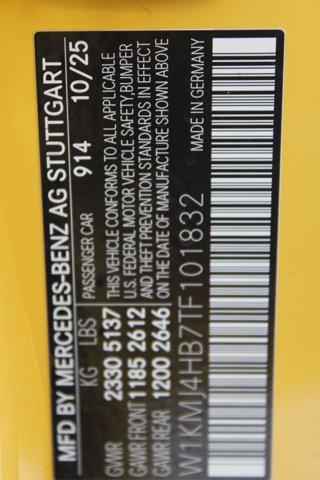 MFD BY MERCEDES-BENZ AG STUTTGART
KG LBS PASSENGER CAR 914 10/25
GVWR 2330 5137 THIS VEHICLE CONFORMS TO ALL APPLICABLE
GAWR FRONT 1185 2612 U.S. FEDERAL MOTOR VEHICLE SAFETY,BUMPER
GAWR REAR 1200 2646 AND THEFT PREVENTION STANDARDS IN EFFECT
ON THE DATE OF MANUFACTURE SHOWN ABOVE
W1KMJ4HB7TF101832 MADE IN GERMANY